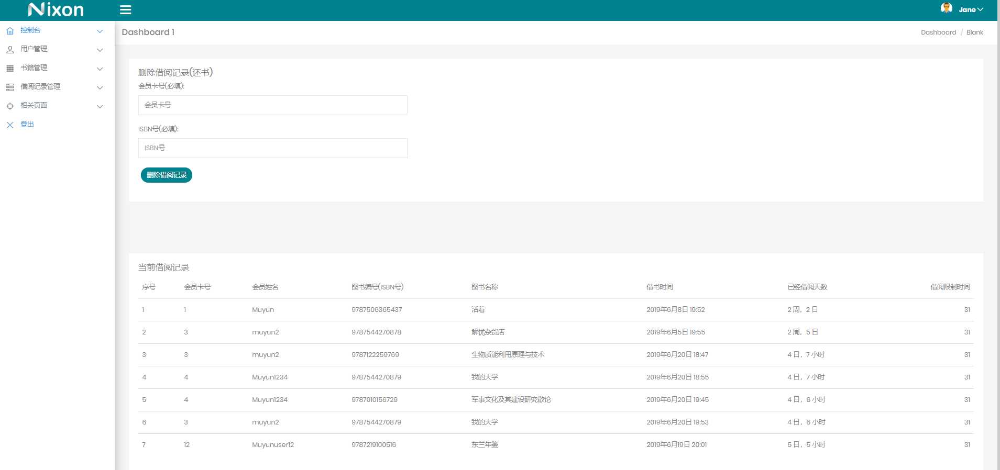 Nixon
Jane
控制台
用户管理
书籍管理
借阅记录管理
相关页面
登出
Dashboard 1
Dashboard / Blank
删除借阅记录(还书)
会员卡号(必填):
会员卡号
ISBN号(必填):
ISBN号
删除借阅记录
当前借阅记录
序号 会员卡号 会员姓名 图书编号(ISBN号) 图书名称 借书时间 已经借阅天数 借阅限制时间
1 1 Muyun 9787506365437 活着 2019年6月8日 19:52 2 周，2 日 31
2 3 muyun2 9787544270878 解忧杂货店 2019年6月5日 19:55 2 周，5 日 31
3 3 muyun2 9787122259769 生物质能利用原理与技术 2019年6月20日 18:47 4 日，7 小时 31
4 4 Muyun1234 9787544270879 我的大学 2019年6月20日 18:55 4 日，7 小时 31
5 4 Muyun1234 9787010156729 军事文化及其建设研究散论 2019年6月20日 19:45 4 日，6 小时 31
6 3 muyun2 9787544270879 我的大学 2019年6月20日 19:53 4 日，6 小时 31
7 12 Muyunuser12 9787219100516 东兰年鉴 2019年6月19日 20:01 5 日，5 小时 31